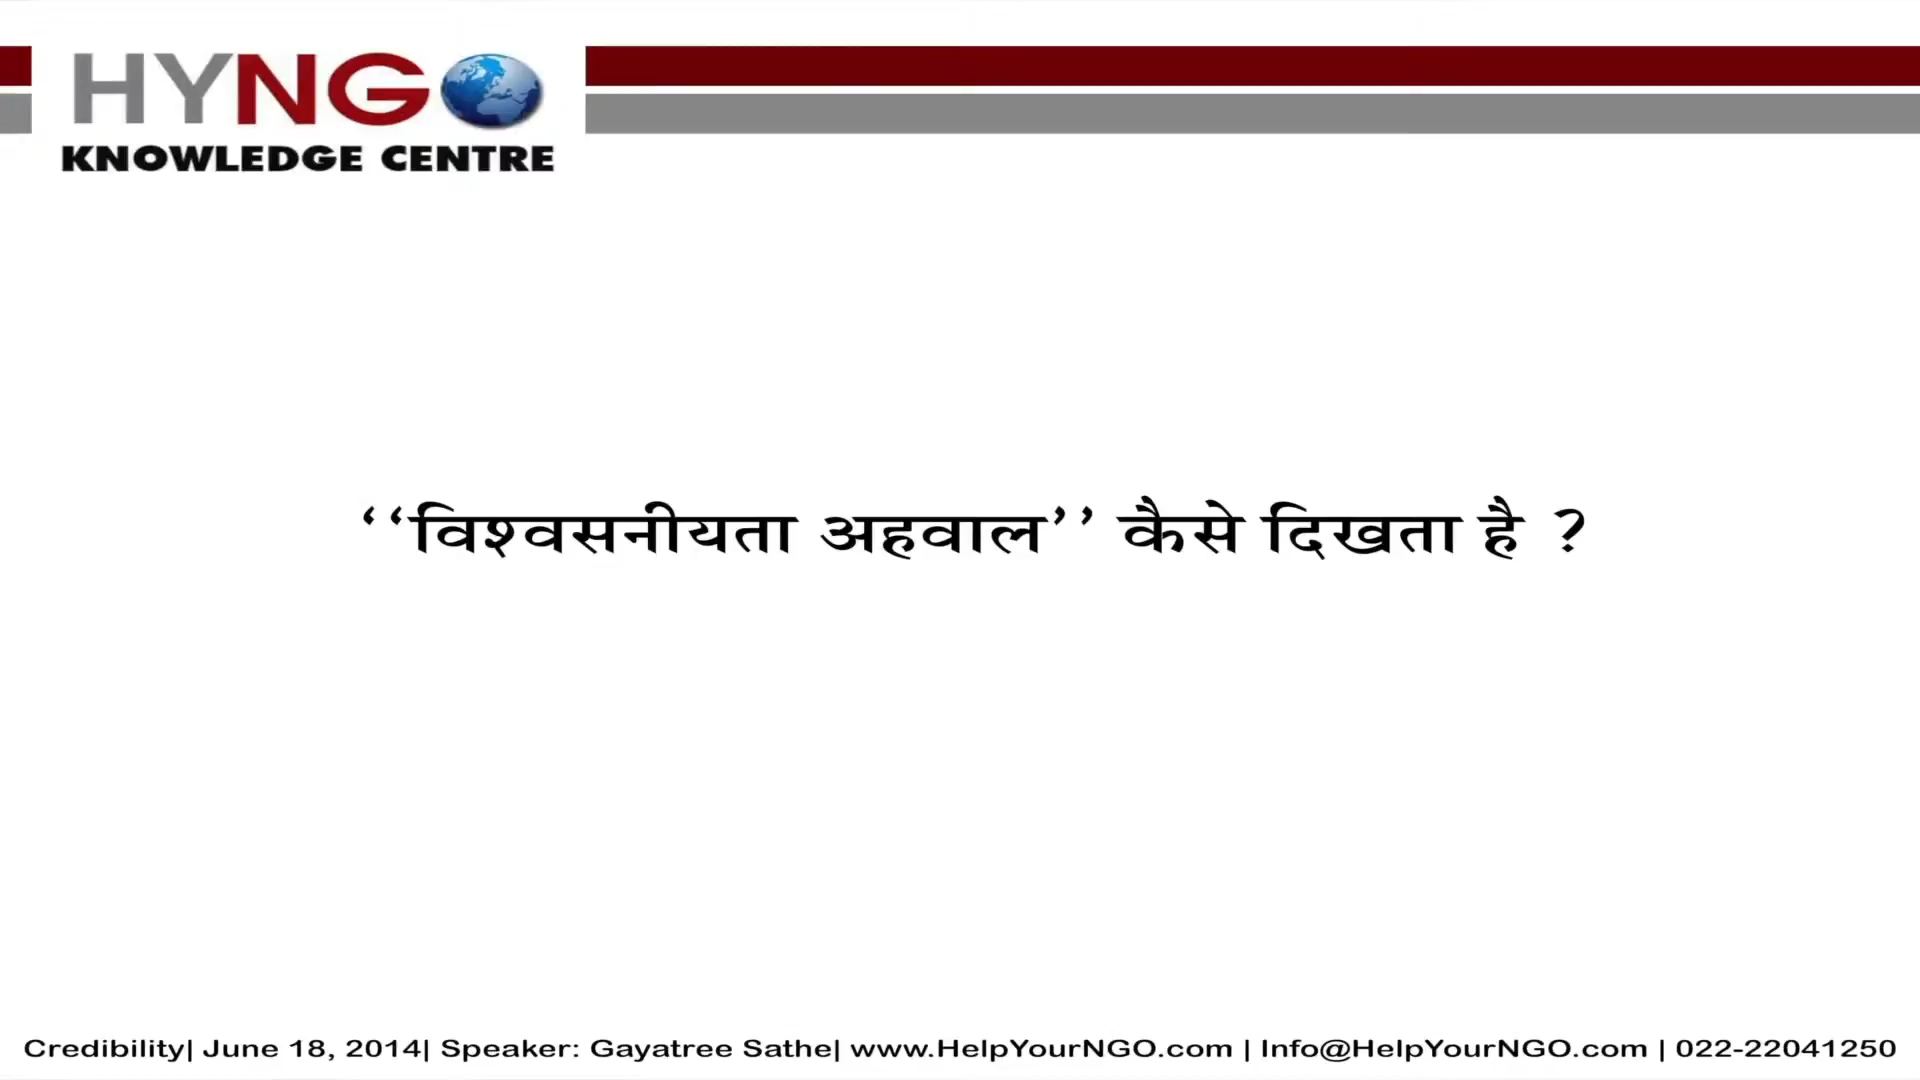 HYNGO
KNOWLEDGE CENTRE
‘‘विश्वसनीयता अहवाल’’ कैसे दिखता है ?
Credibility| June 18, 2014| Speaker: Gayatree Sathe| www.HelpYourNGO.com | Info@HelpYourNGO.com | 022-22041250